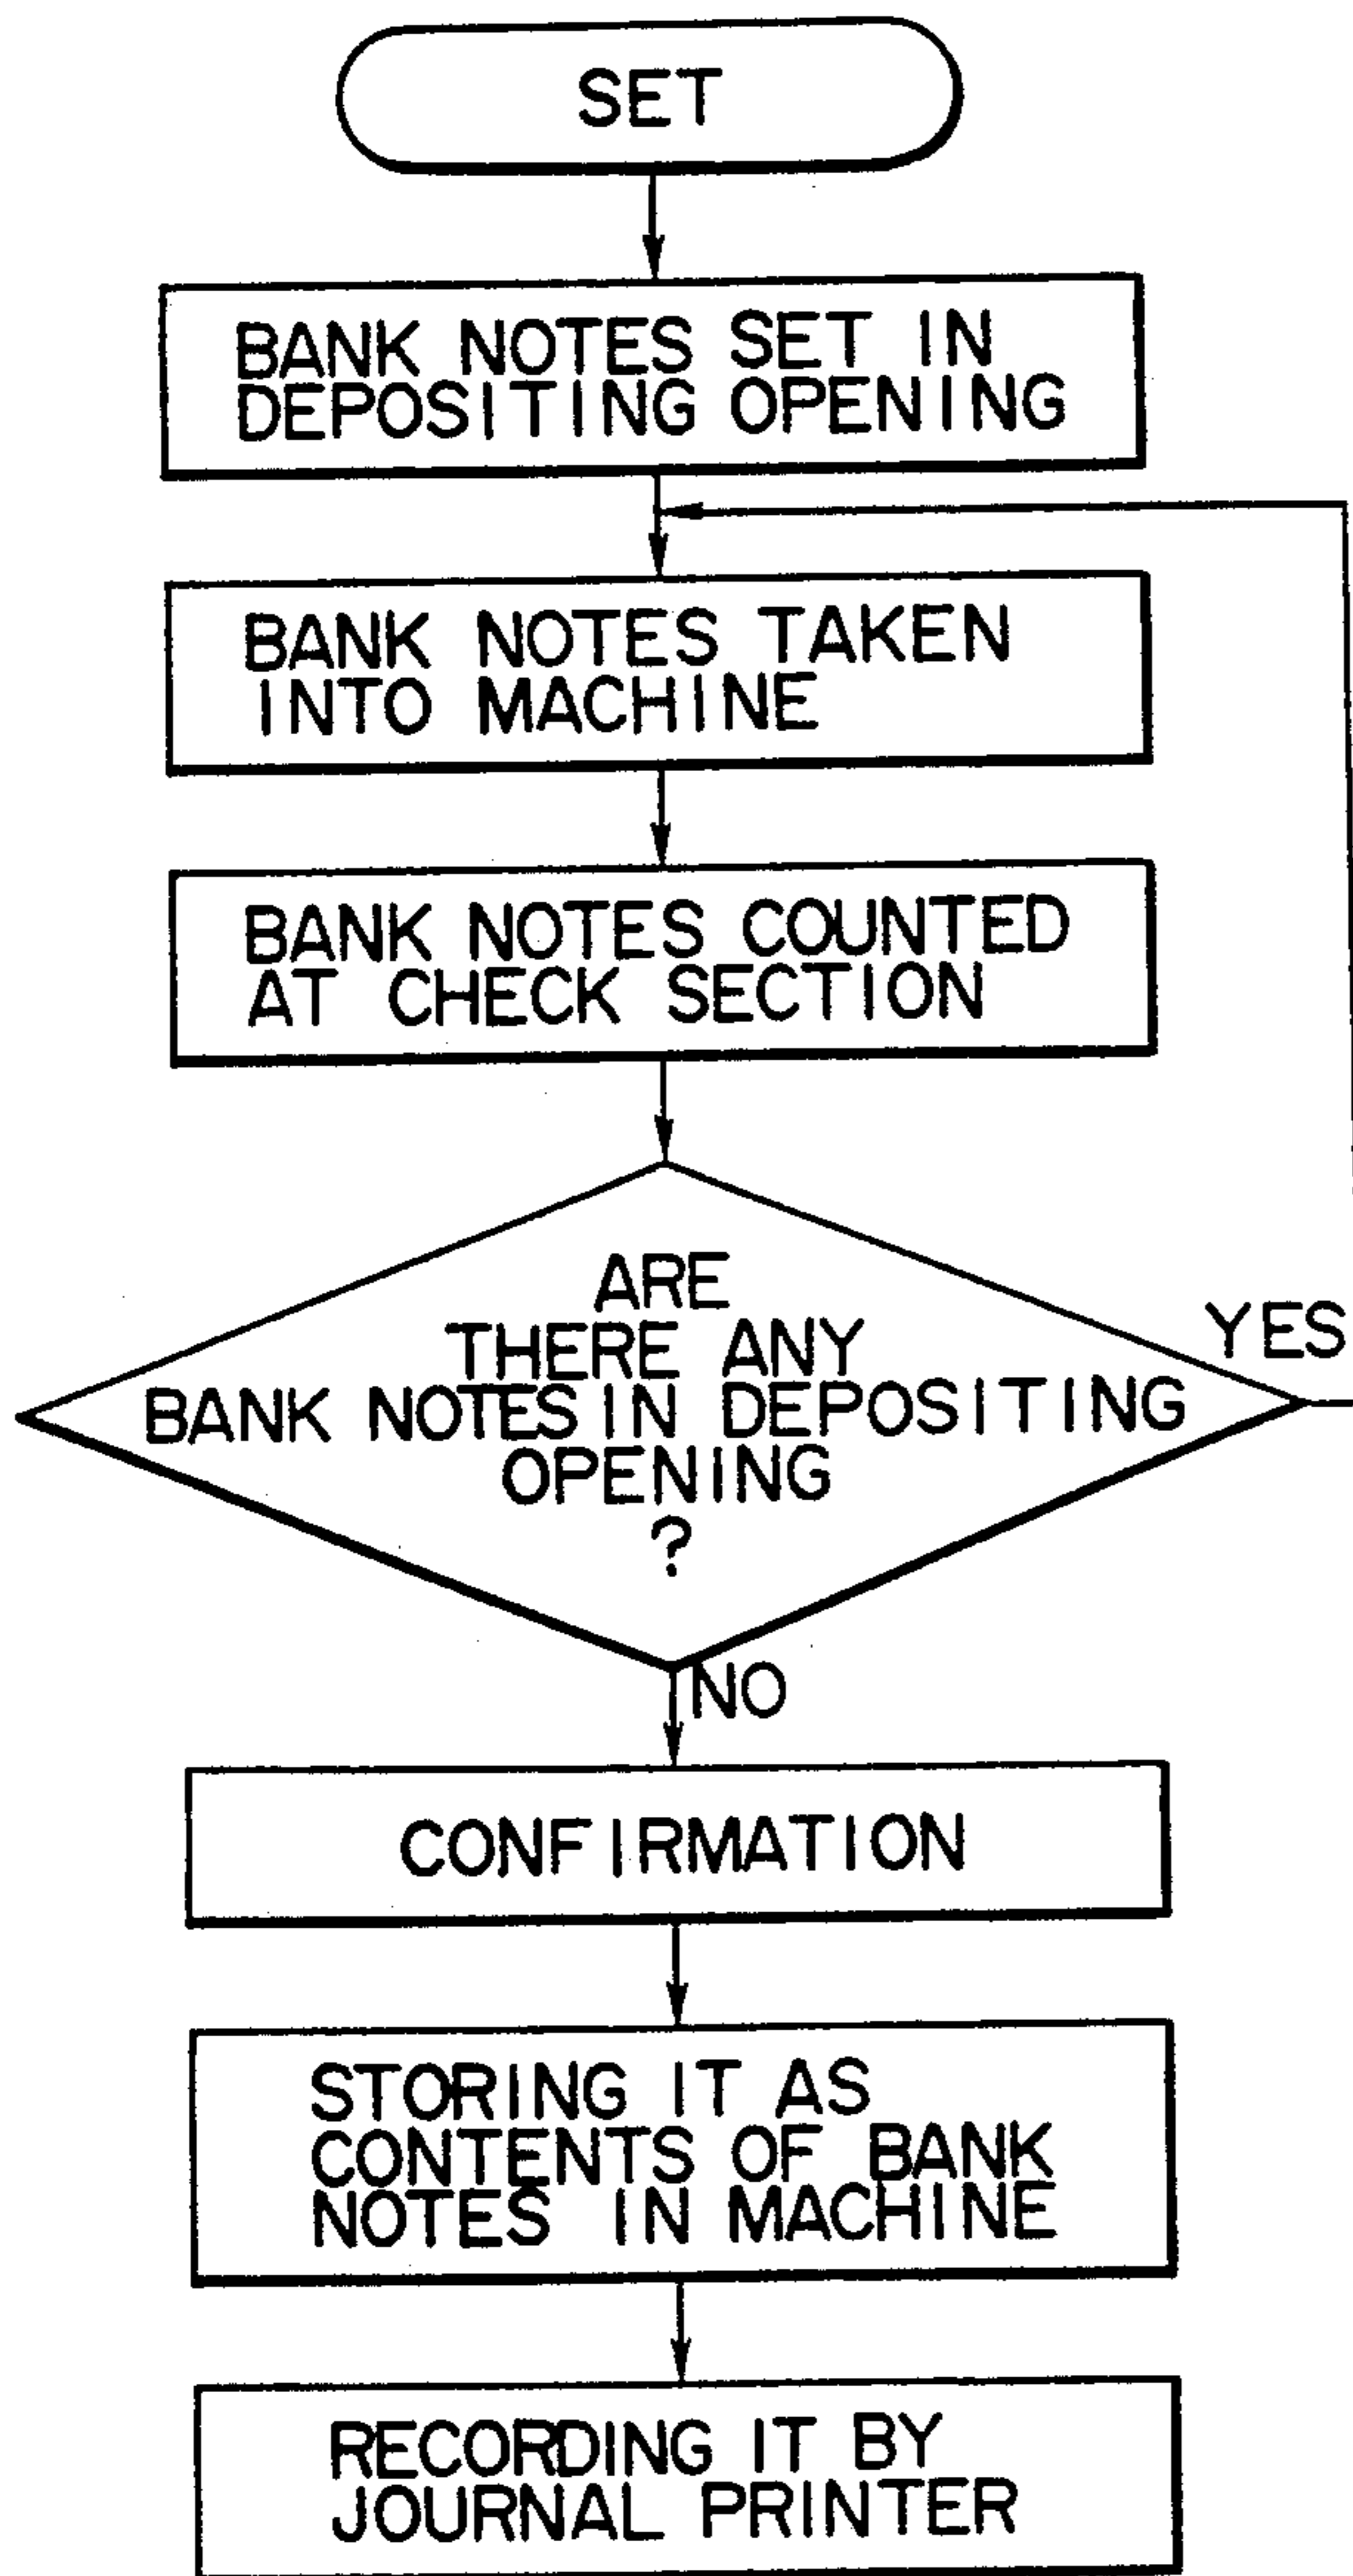 SET
BANK NOTES SET IN
DEPOSITING OPENING
BANK NOTES TAKEN
INTO MACHINE
BANK NOTES COUNTED
AT CHECK SECTION
ARE
THERE ANY
BANK NOTES IN DEPOSITING
OPENING
?
YES
NO
CONFIRMATION
STORING IT AS
CONTENTS OF BANK
NOTES IN MACHINE
RECORDING IT BY
JOURNAL PRINTER